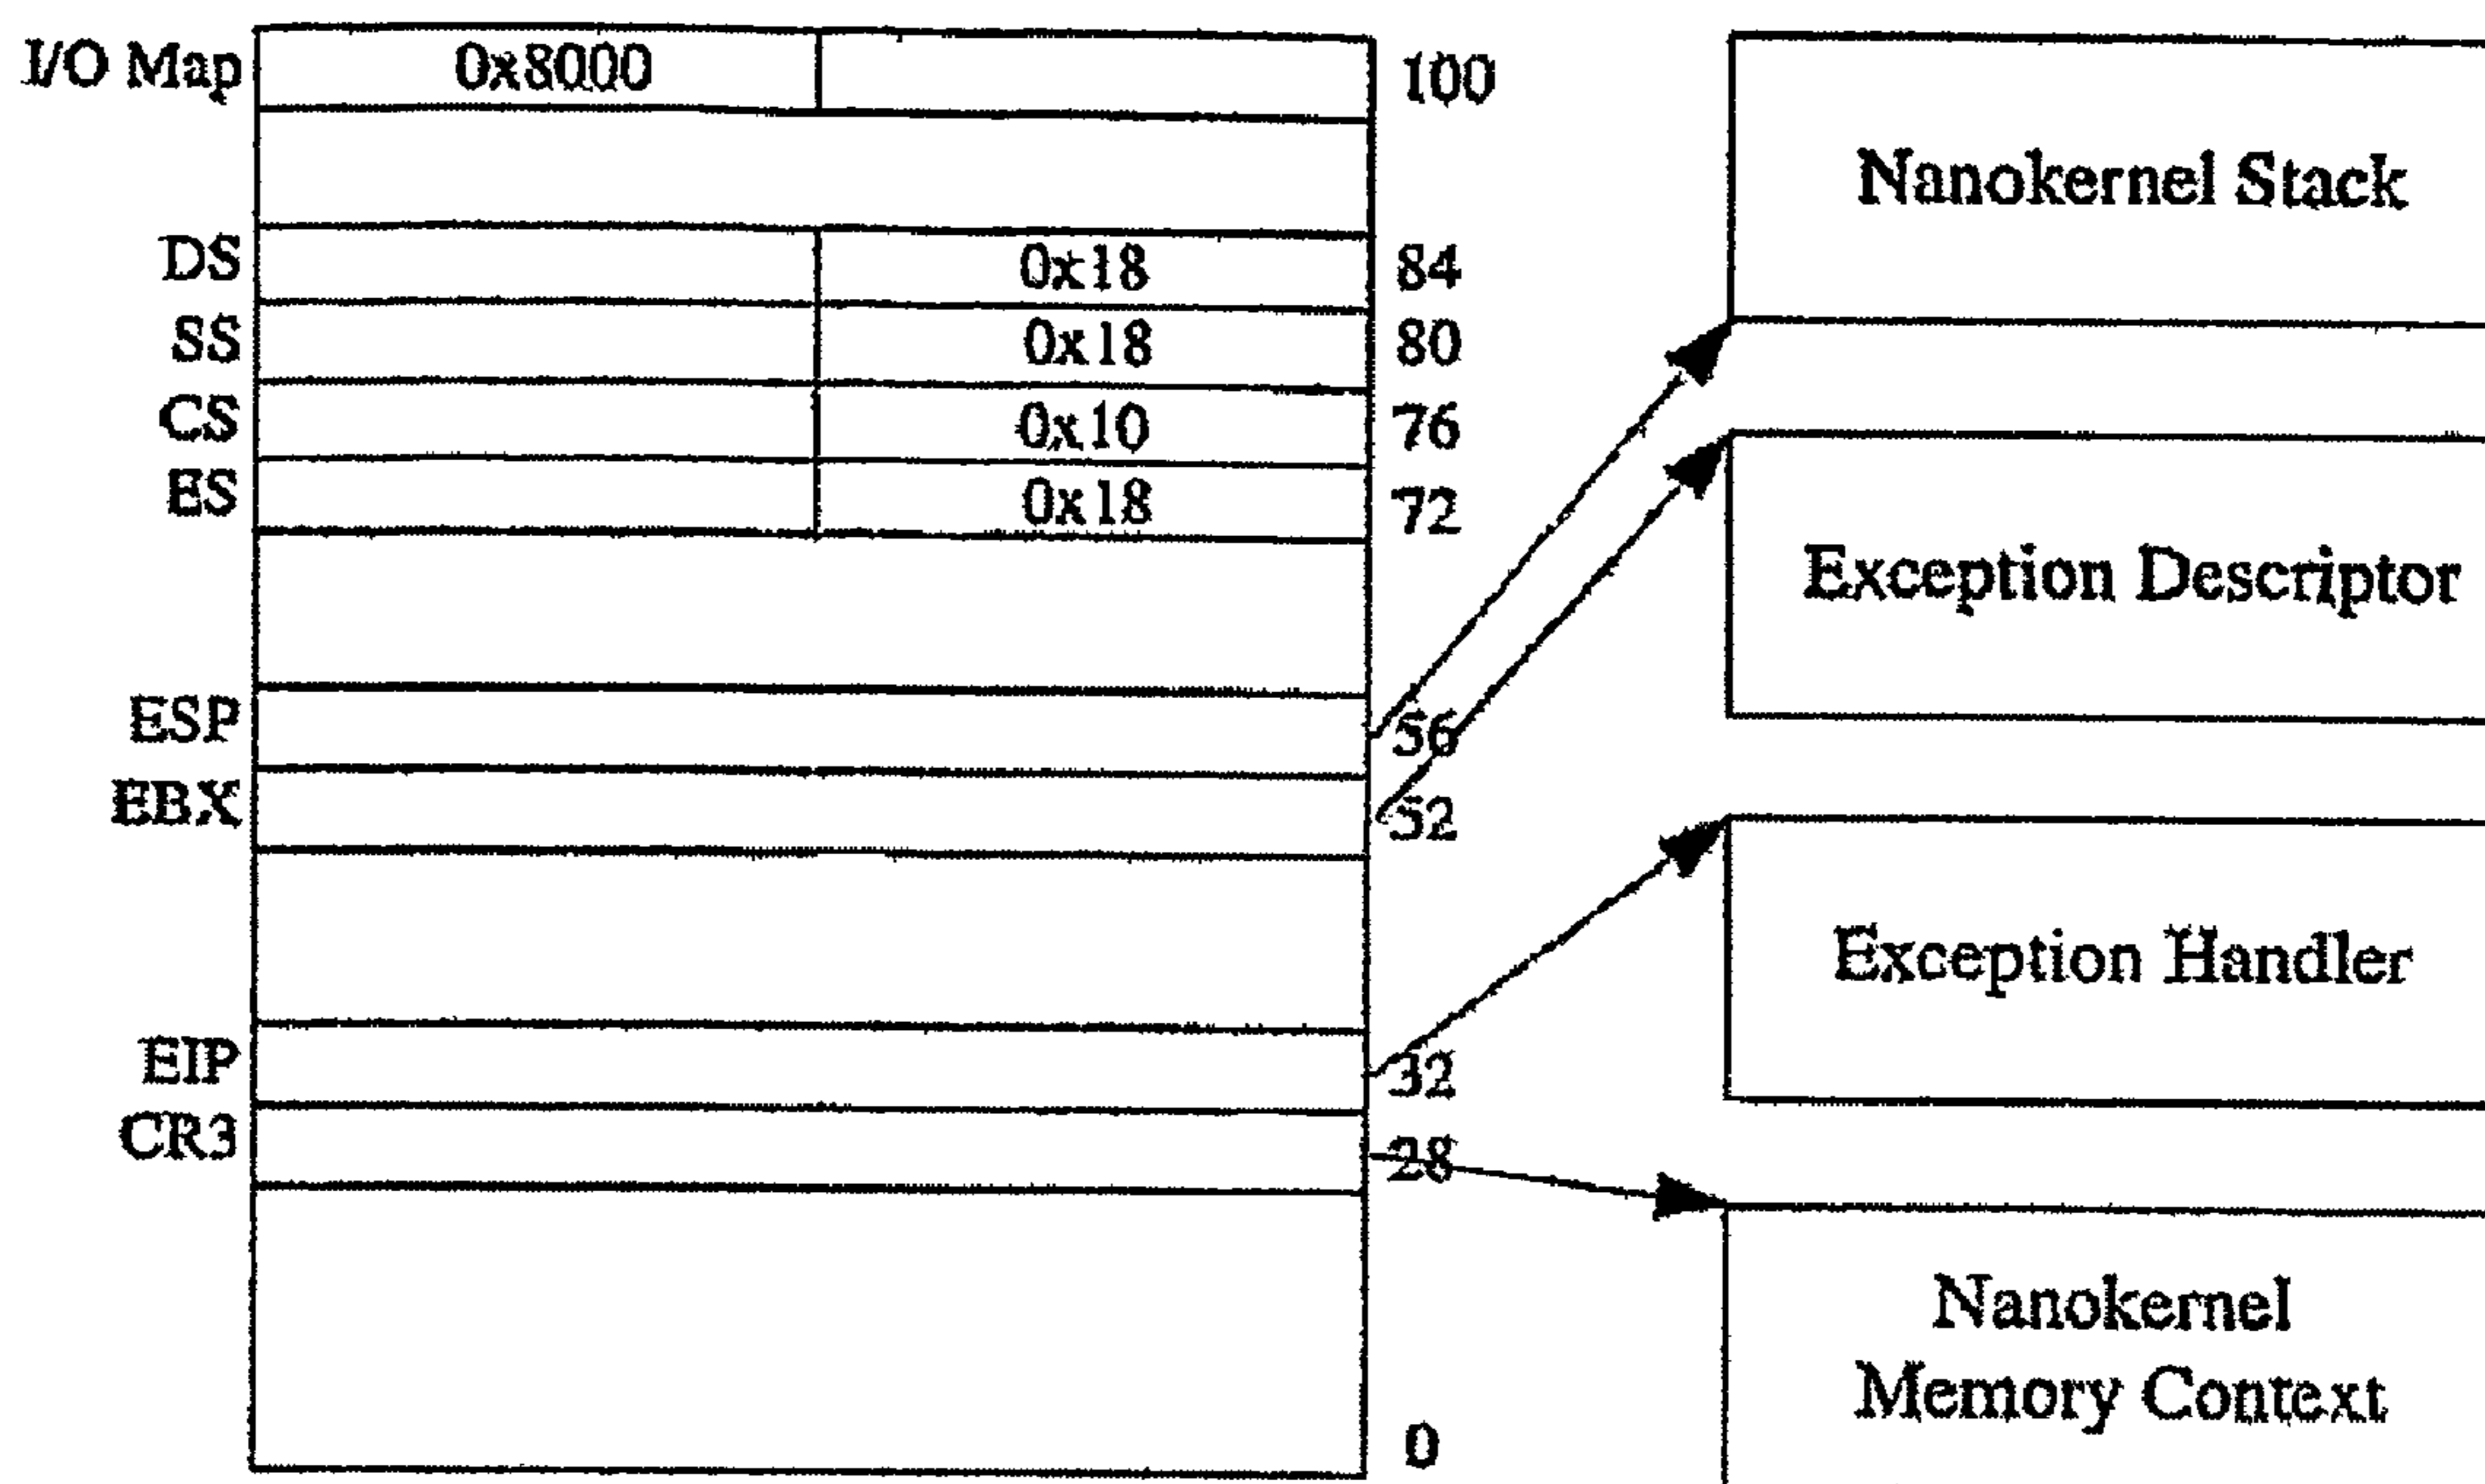 I/O Map 0x8000 100
DS 0x18 84
SS 0x18 80
CS 0x10 76
ES 0x18 72
ESP 56
EBX 52
EIP 32
CR3 28
0
Nanokernel Stack
Exception Descriptor
Exception Handler
Nanokernel
Memory Context